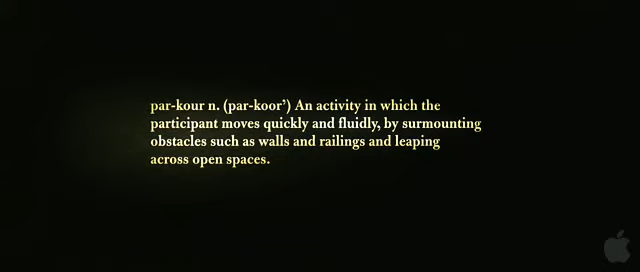 par-kour n. (par-koor’) An activity in which the
participant moves quickly and fluidly, by surmounting
obstacles such as walls and railings and leaping
across open spaces.